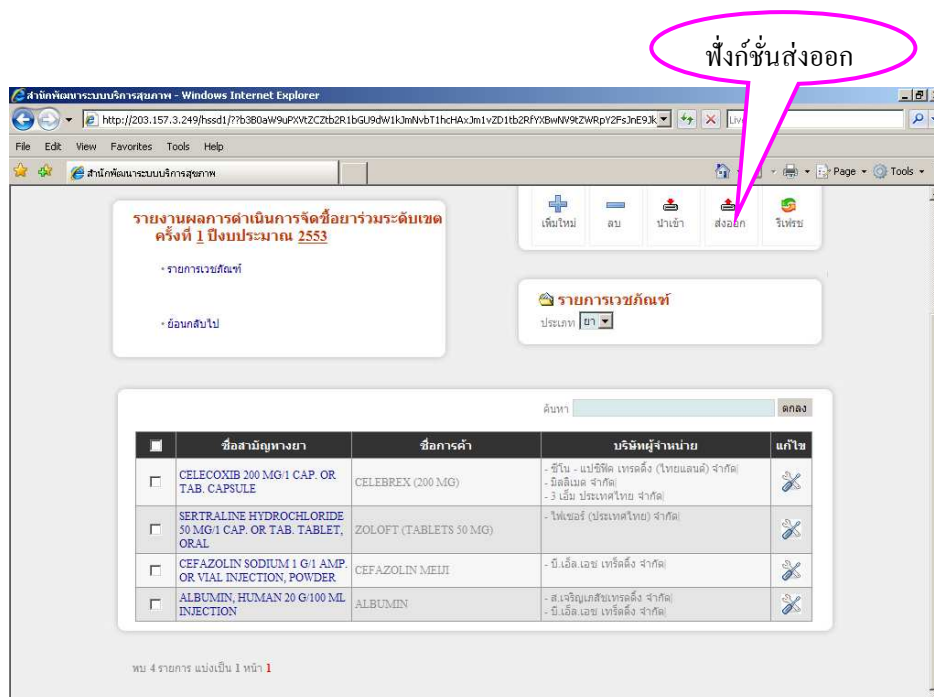 ฟังก์ชั่นส่งออก
สำนักพัฒนาระบบบริการสุขภาพ - Windows Internet Explorer
File Edit View Favorites Tools Help
สำนักพัฒนาระบบบริการสุขภาพ
Page Tools
รายงานผลการดำเนินการจัดซื้อยาร่วมระดับเขต
ครั้งที่ 1 ปีงบประมาณ 2553
รายการเวชภัณฑ์
ย้อนกลับไป
เพิ่มใหม่ ลบ นำเข้า ส่งออก รีเฟรช
รายการเวชภัณฑ์
ประเภท ยา
ค้นหา ตกลง
ชื่อสามัญทางยา ชื่อการค้า บริษัทผู้จำหน่าย แก้ไข
CELECOXIB 200 MG/1 CAP. OR
TAB. CAPSULE
CELEBREX (200 MG)
- ซีโน - แปซิฟิค เทรดดิ้ง (ไทยแลนด์) จำกัด|
- มิลลิเมด จำกัด|
- 3 เอ็ม ประเทศไทย จำกัด|
SERTRALINE HYDROCHLORIDE
50 MG/1 CAP. OR TAB. TABLET,
ORAL
ZOLOFT (TABLETS 50 MG)
- ไฟเซอร์ (ประเทศไทย) จำกัด|
CEFAZOLIN SODIUM 1 G/1 AMP.
OR VIAL INJECTION, POWDER
CEFAZOLIN MEIJI
- บี.เอ็ล.เอช เทร็ดดิ้ง จำกัด|
ALBUMIN, HUMAN 20 G/100 ML
INJECTION
ALBUMIN
- ส.เจริญเภสัชเทรดดิ้ง จำกัด|
- บี.เอ็ล.เอช เทร็ดดิ้ง จำกัด|
พบ 4 รายการ แบ่งเป็น 1 หน้า 1